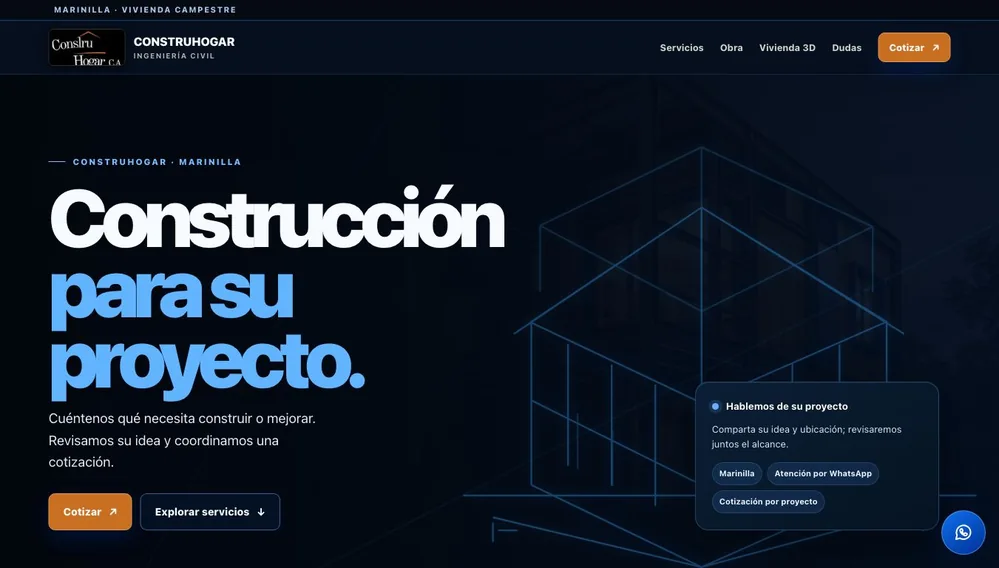 MARINILLA · VIVIENDA CAMPESTRE
Constru
Hogar C.A
CONSTRUHOGAR
INGENIERÍA CIVIL
Servicios
Obra
Vivienda 3D
Dudas
Cotizar ↗
CONSTRUHOGAR · MARINILLA
Construcción
para su
proyecto.
Cuéntenos qué necesita construir o mejorar.
Revisamos su idea y coordinamos una
cotización.
Cotizar ↗
Explorar servicios ↓
Hablemos de su proyecto
Comparta su idea y ubicación; revisaremos
juntos el alcance.
Marinilla
Atención por WhatsApp
Cotización por proyecto